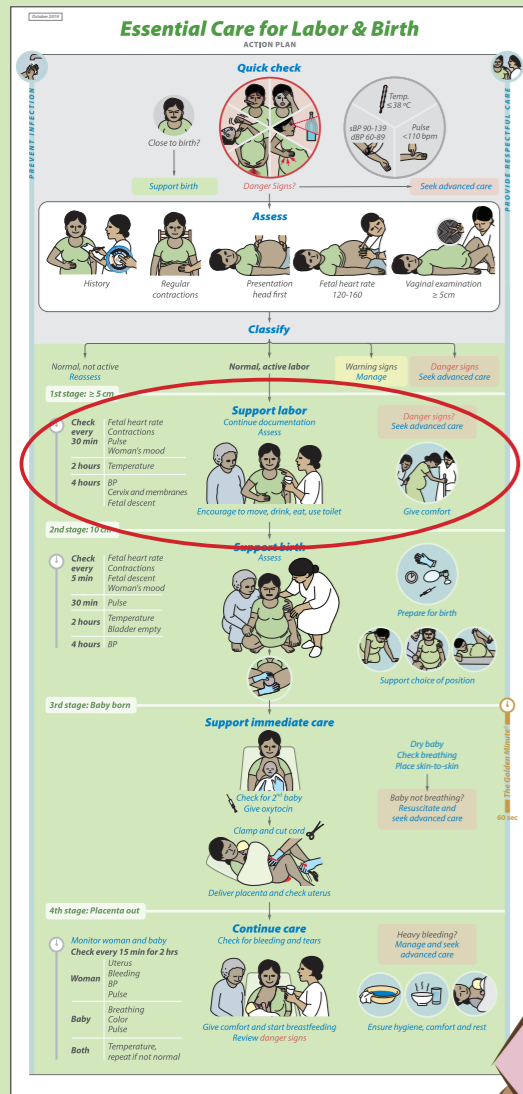 October 2019
Essential Care for Labor & Birth
ACTION PLAN
PREVENT INFECTION
PROVIDE RESPECTFUL CARE
Quick check
Close to birth?
Temp.
≤38 ºC
sBP 90-139
dBP 60-89
Pulse
<110 bpm
Support birth
Danger Signs?
Seek advanced care
Assess
History
Regular
contractions
Presentation
head first
Fetal heart rate
120-160
Vaginal examination
≥ 5cm
Classify
Normal, not active
Reassess
Normal, active labor
Warning signs
Manage
Danger signs
Seek advanced care
1st stage: ≥ 5 cm
Check
every
30 min
Fetal heart rate
Contractions
Pulse
Woman's mood
2 hours Temperature
4 hours BP
Cervix and membranes
Fetal descent
Support labor
Continue documentation
Assess
Encourage to move, drink, eat, use toilet
Danger signs?
Seek advanced care
Give comfort
2nd stage: 10 cm
Check
every
5 min
Fetal heart rate
Contractions
Fetal descent
Woman's mood
30 min Pulse
2 hours Temperature
Bladder empty
4 hours BP
Support birth
Assess
Prepare for birth
Support choice of position
3rd stage: Baby born
Support immediate care
Check for 2nd baby
Give oxytocin
Clamp and cut cord
Deliver placenta and check uterus
Dry baby
Check breathing
Place skin-to-skin
Baby not breathing?
Resuscitate and
seek advanced care
The Golden Minute®
60 sec
4th stage: Placenta out
Monitor woman and baby
Check every 15 min for 2 hrs
Woman
Uterus
Bleeding
BP
Pulse
Baby
Breathing
Color
Pulse
Both
Temperature,
repeat if not normal
Continue care
Check for bleeding and tears
Give comfort and start breastfeeding
Review danger signs
Heavy bleeding?
Manage and seek
advanced care
Ensure hygiene, comfort and rest